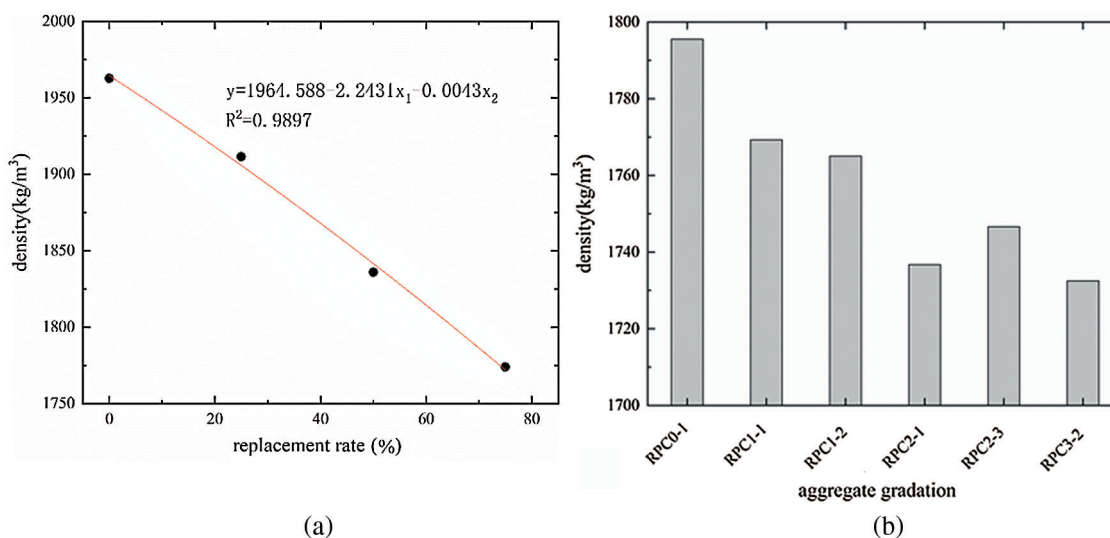 2000
1950
1900
1850
1800
1750
density(kg/m³)
y=1964.588-2.2431x₁-0.0043x₂
R²=0.9897
0 20 40 60 80
replacement rate (%)
(a)
1800
1780
1760
1740
1720
1700
density(kg/m³)
RPC0-1 RPC1-1 RPC1-2 RPC2-1 RPC2-3 RPC3-2
aggregate gradation
(b)